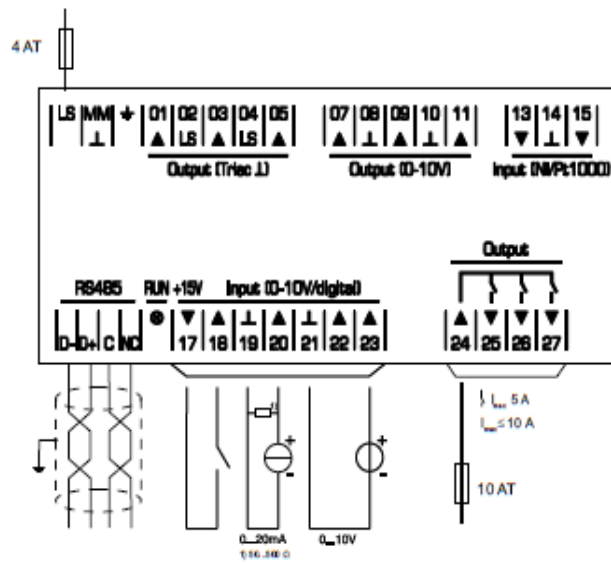 4 AT
LS MM ⏚ 01 02 03 04 05 07 08 09 10 11 13 14 15
⊥ ▲ LS ▲ LS ▲ ▲ ⊥ ▲ ⊥ ▲ ▼ ⊥ ▼
Output (Triac ⊥) Output (0-10V) Input (NI/Pt1000)
Output
RS485 RUN +15V Input (0-10V/digital)
D- D+ C NC ⊗ ▼ ▲ ⊥ ▲ ⊥ ▲ ▲ ▲ ▼ ▼ ▼
17 18 19 20 21 22 23 24 25 26 27
1)
+
-
+
-
5 A
≤ 10 A
10 AT
0...20mA 0...10V